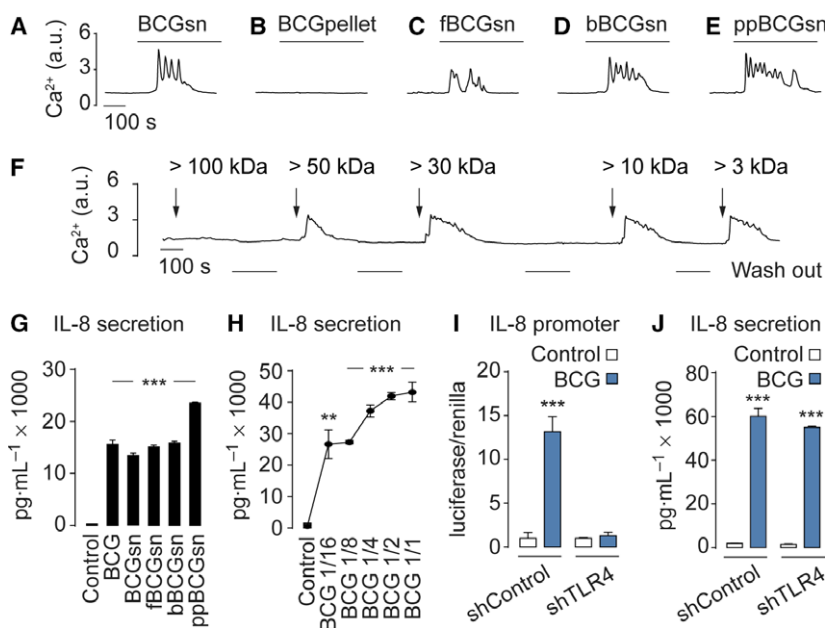 A BCGsn B BCGpellet C fBCGsn D bBCGsn E ppBCGsn
Ca²⁺ (a.u.)
6
3
0
100 s
F > 100 kDa > 50 kDa > 30 kDa > 10 kDa > 3 kDa
Ca²⁺ (a.u.)
6
3
0
100 s
Wash out
G IL-8 secretion
pg·mL⁻¹ × 1000
30
20
10
0
***
Control
BCG
BCGsn
fBCGsn
bBCGsn
ppBCGsn
H IL-8 secretion
pg·mL⁻¹ × 1000
50
40
30
20
10
0
**
***
Control
BCG 1/16
BCG 1/8
BCG 1/4
BCG 1/2
BCG 1/1
I IL-8 promoter
Control
BCG
luciferase/renilla
20
15
10
5
0
***
shControl
shTLR4
J IL-8 secretion
Control
BCG
pg·mL⁻¹ × 1000
80
60
40
20
0
***
***
shControl
shTLR4